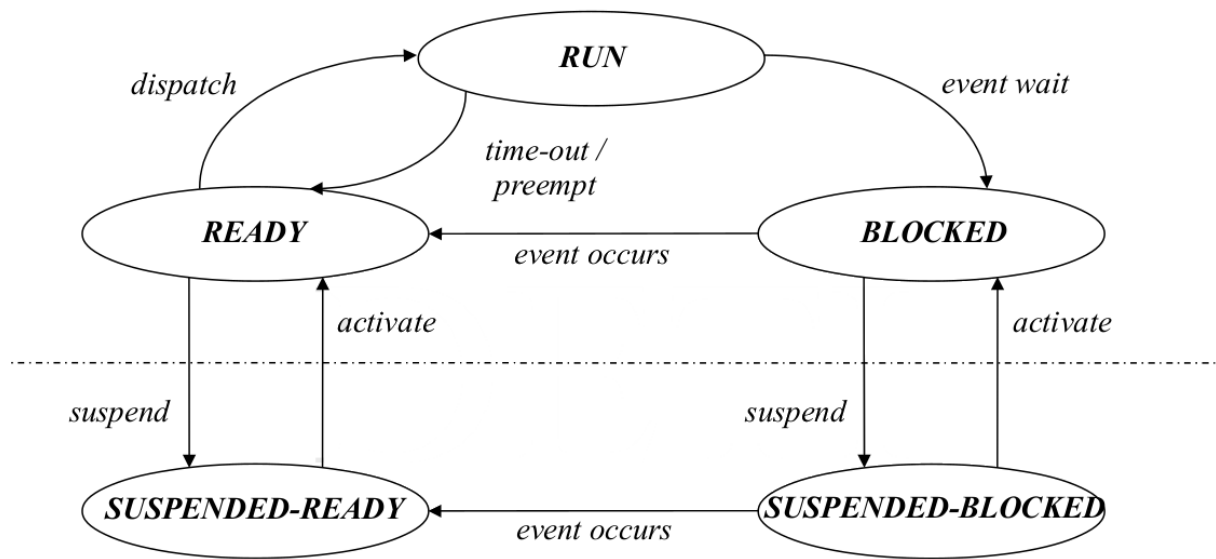 RUN
dispatch
event wait
time-out /
preempt
READY
BLOCKED
event occurs
activate
activate
suspend
suspend
SUSPENDED-READY
SUSPENDED-BLOCKED
event occurs